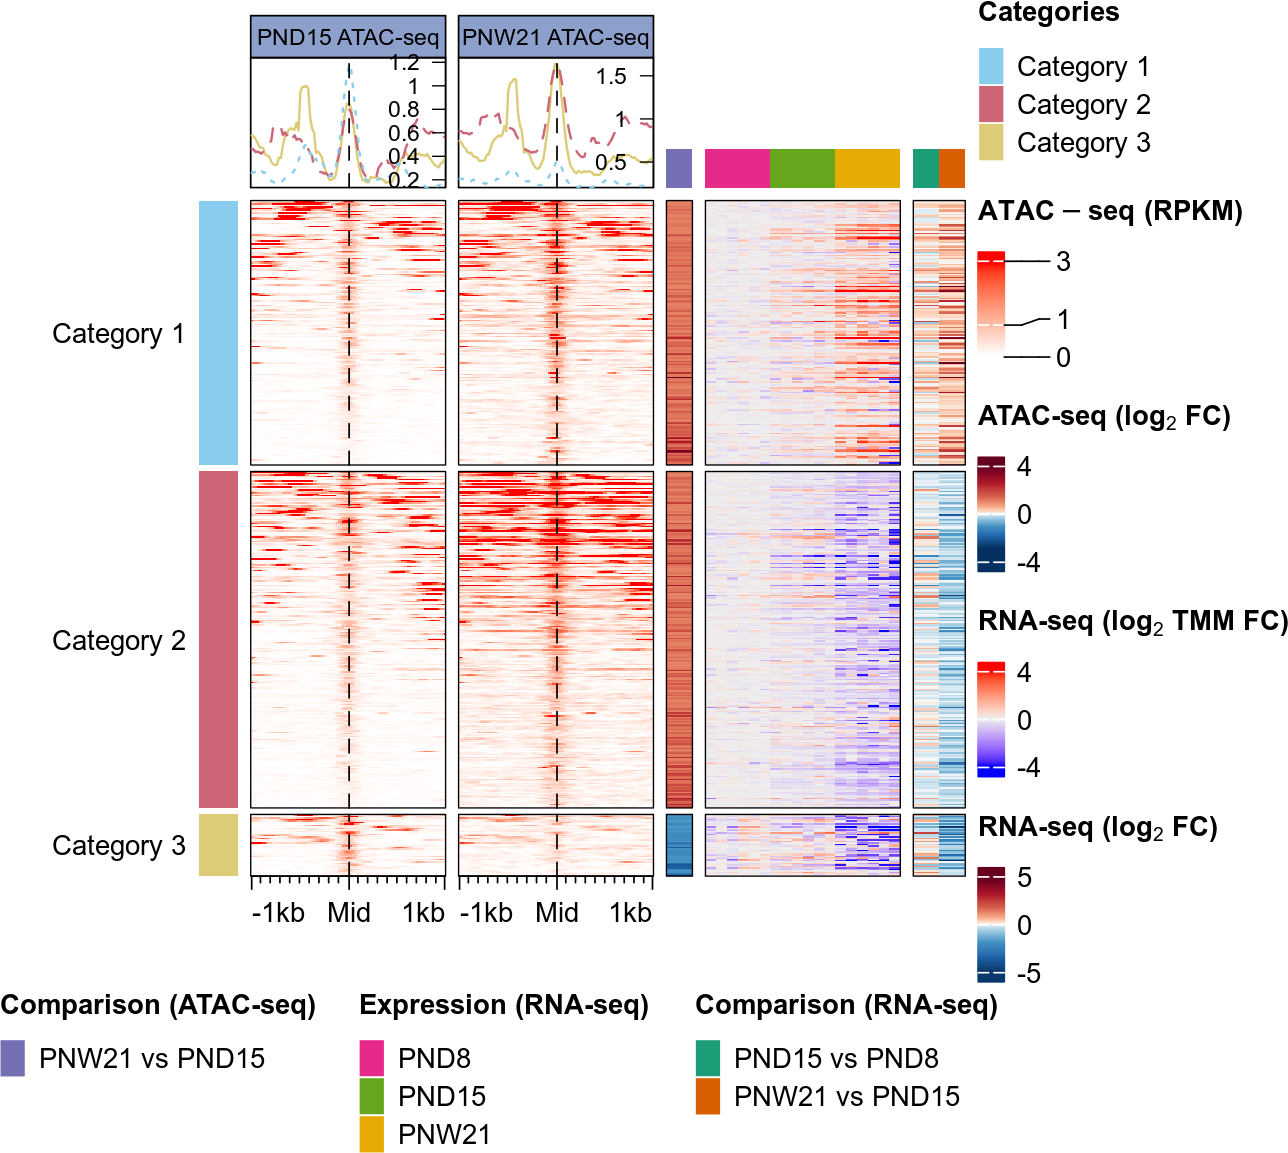 PND15 ATAC-seq
PNW21 ATAC-seq
1.2
1
0.8
0.6
0.4
0.2
1.5
1
0.5
Categories
Category 1
Category 2
Category 3
ATAC – seq (RPKM)
3
1
0
ATAC-seq (log₂ FC)
4
0
-4
RNA-seq (log₂ TMM FC)
4
0
-4
RNA-seq (log₂ FC)
5
0
-5
Category 1
Category 2
Category 3
-1kb Mid 1kb
-1kb Mid 1kb
Comparison (ATAC-seq)
PNW21 vs PND15
Expression (RNA-seq)
PND8
PND15
PNW21
Comparison (RNA-seq)
PND15 vs PND8
PNW21 vs PND15